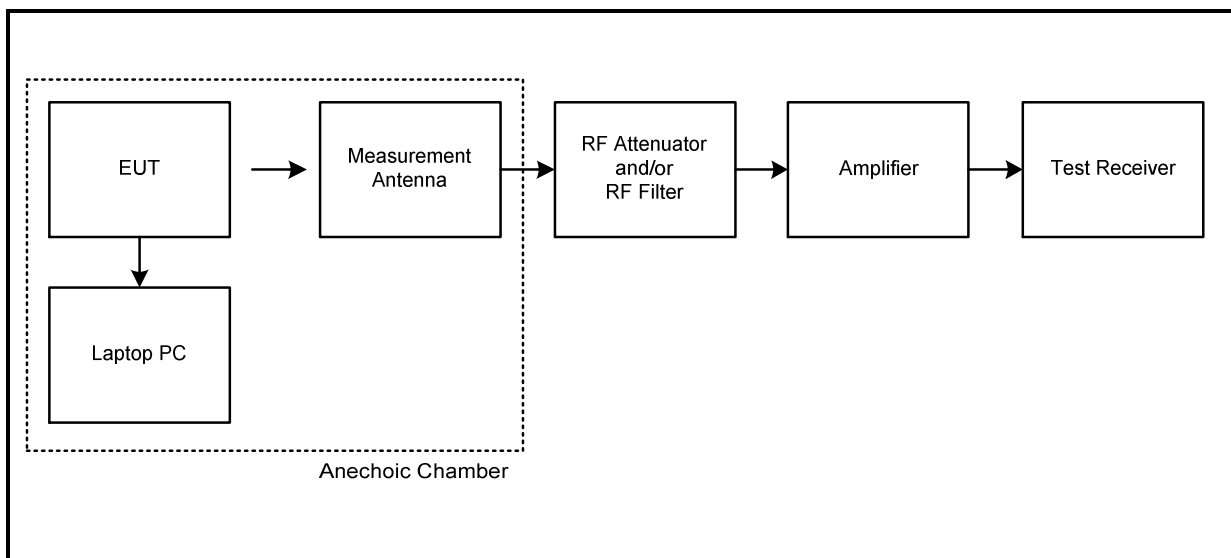 EUT
Measurement
Antenna
RF Attenuator
and/or
RF Filter
Amplifier
Test Receiver
Laptop PC
Anechoic Chamber